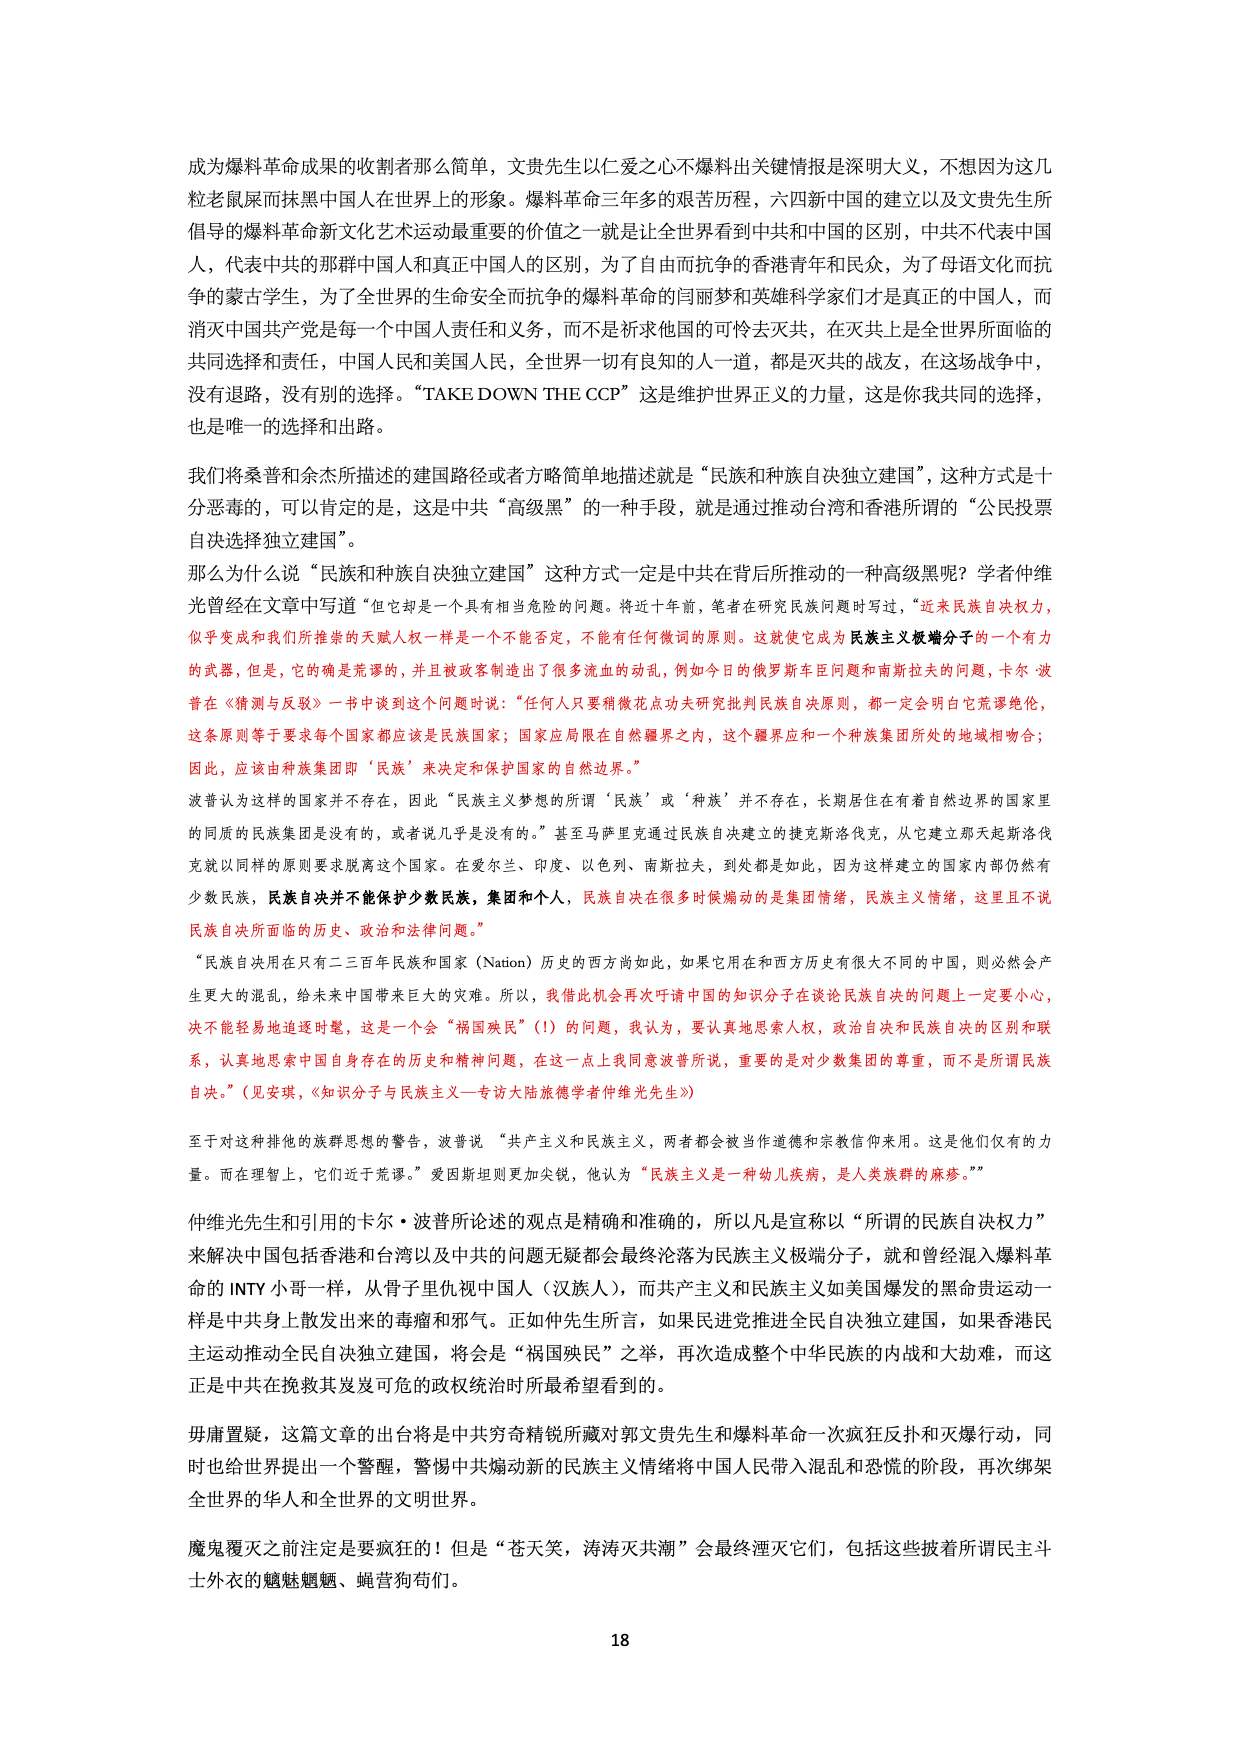 成为爆料革命成果的收割者那么简单，文贵先生以仁爱之心不爆料出关键情报是深明大义，不想因为这几
粒老鼠屎而抹黑中国人在世界上的形象。爆料革命三年多的艰苦历程，六四新中国的建立以及文贵先生所
倡导的爆料革命新文化艺术运动最重要的价值之一就是让全世界看到中共和中国的区别，中共不代表中国
人，代表中共的那群中国人和真正中国人的区别，为了自由而抗争的香港青年和民众，为了母语文化而抗
争的蒙古学生，为了全世界的生命安全而抗争的爆料革命的闫丽梦和英雄科学家们才是真正的中国人，而
消灭中国共产党是每一个中国人责任和义务，而不是祈求他国的可怜去灭共，在灭共上是全世界所面临的
共同选择和责任，中国人民和美国人民，全世界一切有良知的人一道，都是灭共的战友，在这场战争中，
没有退路，没有别的选择。“TAKE DOWN THE CCP”这是维护世界正义的力量，这是你我共同的选择，
也是唯一的选择和出路。
我们将桑普和余杰所描述的建国路径或者方略简单地描述就是“民族和种族自决独立建国”，这种方式是十
分恶毒的，可以肯定的是，这是中共“高级黑”的一种手段，就是通过推动台湾和香港所谓的“公民投票
自决选择独立建国”。
那么为什么说“民族和种族自决独立建国”这种方式一定是中共在背后所推动的一种高级黑呢？学者仲维
光曾经在文章中写道“但它却是一个具有相当危险的问题。将近十年前，笔者在研究民族问题时写过，“近来民族自决权力，
似乎变成和我们所推崇的天赋人权一样是一个不能否定，不能有任何微词的原则。这就使它成为民族主义极端分子的一个有力
的武器，但是，它的确是荒谬的，并且被政客制造出了很多流血的动乱，例如今日的俄罗斯车臣问题和南斯拉夫的问题，卡尔·波
普在《猜测与反驳》一书中谈到这个问题时说：“任何人只要稍微花点功夫研究批判民族自决原则，都一定会明白它荒谬绝伦，
这条原则等于要求每个国家都应该是民族国家；国家应局限在自然疆界之内，这个疆界应和一个种族集团所处的地域相吻合；
因此，应该由种族集团即‘民族’来决定和保护国家的自然边界。”
波普认为这样的国家并不存在，因此“民族主义梦想的所谓‘民族’或‘种族’并不存在，长期居住在有着自然边界的国家里
的同质的民族集团是没有的，或者说几乎是没有的。”甚至马萨里克通过民族自决建立的捷克斯洛伐克，从它建立那天起斯洛伐
克就以同样的原则要求脱离这个国家。在爱尔兰、印度、以色列、南斯拉夫，到处都是如此，因为这样建立的国家内部仍然有
少数民族，民族自决并不能保护少数民族，集团和个人，民族自决在很多时候煽动的是集团情绪，民族主义情绪，这里且不说
民族自决所面临的历史、政治和法律问题。”
“民族自决用在只有二三百年民族和国家（Nation）历史的西方尚如此，如果它用在和西方历史有很大不同的中国，则必然会产
生更大的混乱，给未来中国带来巨大的灾难。所以，我借此机会再次吁请中国的知识分子在谈论民族自决的问题上一定要小心，
决不能轻易地追逐时髦，这是一个会“祸国殃民”（!）的问题，我认为，要认真地思索人权，政治自决和民族自决的区别和联
系，认真地思索中国自身存在的历史和精神问题，在这一点上我同意波普所说，重要的是对少数集团的尊重，而不是所谓民族
自决。”（见安琪，《知识分子与民族主义—专访大陆旅德学者仲维光先生》）
至于对这种排他的族群思想的警告，波普说 “共产主义和民族主义，两者都会被当作道德和宗教信仰来用。这是他们仅有的力
量。而在理智上，它们近于荒谬。”爱因斯坦则更加尖锐，他认为“民族主义是一种幼儿疾病，是人类族群的麻疹。””
仲维光先生和引用的卡尔·波普所论述的观点是精确和准确的，所以凡是宣称以“所谓的民族自决权力”
来解决中国包括香港和台湾以及中共的问题无疑都会最终沦落为民族主义极端分子，就和曾经混入爆料革
命的 INTY 小哥一样，从骨子里仇视中国人（汉族人），而共产主义和民族主义如美国爆发的黑命贵运动一
样是中共身上散发出来的毒瘤和邪气。正如仲先生所言，如果民进党推进全民自决独立建国，如果香港民
主运动推动全民自决独立建国，将会是“祸国殃民”之举，再次造成整个中华民族的内战和大劫难，而这
正是中共在挽救其岌岌可危的政权统治时所最希望看到的。
毋庸置疑，这篇文章的出台将是中共穷奇精锐所藏对郭文贵先生和爆料革命一次疯狂反扑和灭爆行动，同
时也给世界提出一个警醒，警惕中共煽动新的民族主义情绪将中国人民带入混乱和恐慌的阶段，再次绑架
全世界的华人和全世界的文明世界。
魔鬼覆灭之前注定是要疯狂的！但是“苍天笑，涛涛灭共潮”会最终湮灭它们，包括这些披着所谓民主斗
士外衣的魑魅魍魉、蝇营狗苟们。
18